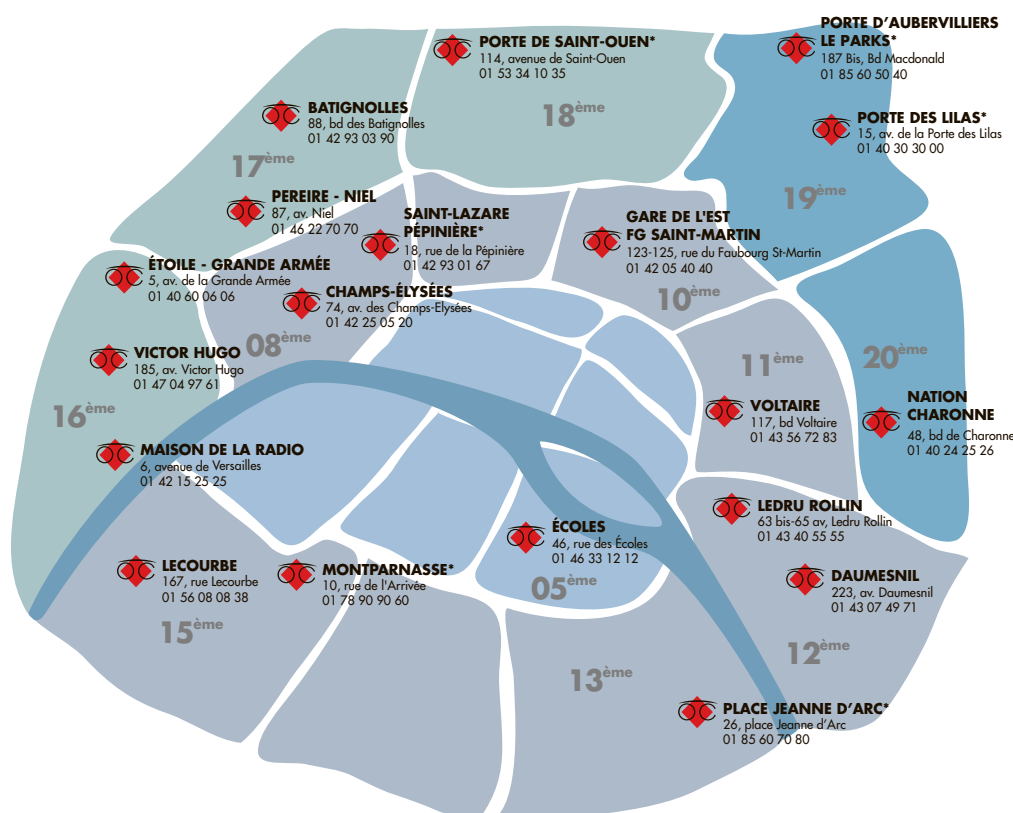 PORTE D'AUBERVILLIERS
LE PARKS*
187 Bis, Bd Macdonald
01 85 60 50 40
PORTE DE SAINT-OUEN*
114, avenue de Saint-Ouen
01 53 34 10 35
18ème
BATIGNOLLES
88, bd des Batignolles
01 42 93 03 90
17ème
PORTE DES LILAS*
15, av. de la Porte des Lilas
01 40 30 30 00
19ème
PEREIRE - NIEL
87, av. Niel
01 46 22 70 70
SAINT-LAZARE
PÉPINIÈRE*
18, rue de la Pépinière
01 42 93 01 67
GARE DE L'EST
FG SAINT-MARTIN
123-125, rue du Faubourg St-Martin
01 42 05 40 40
10ème
ÉTOILE - GRANDE ARMÉE
5, av. de la Grande Armée
01 40 60 06 06
CHAMPS-ÉLYSÉES
74, av. des Champs-Elysées
01 42 25 05 20
08ème
VICTOR HUGO
185, av. Victor Hugo
01 47 04 97 61
16ème
11ème
20ème
VOLTAIRE
117, bd Voltaire
01 43 56 72 83
NATION
CHARONNE
48, bd de Charonne
01 40 24 25 26
MAISON DE LA RADIO
6, avenue de Versailles
01 42 15 25 25
LEDRU ROLLIN
63 bis-65 av, Ledru Rollin
01 43 40 55 55
ÉCOLES
46, rue des Écoles
01 46 33 12 12
05ème
LECOURBE
167, rue Lecourbe
01 56 08 08 38
15ème
MONTPARNASSE*
10, rue de l'Arrivée
01 78 90 90 60
DAUMESNIL
223, av. Daumesnil
01 43 07 49 71
12ème
13ème
PLACE JEANNE D'ARC*
26, place Jeanne d'Arc
01 85 60 70 80